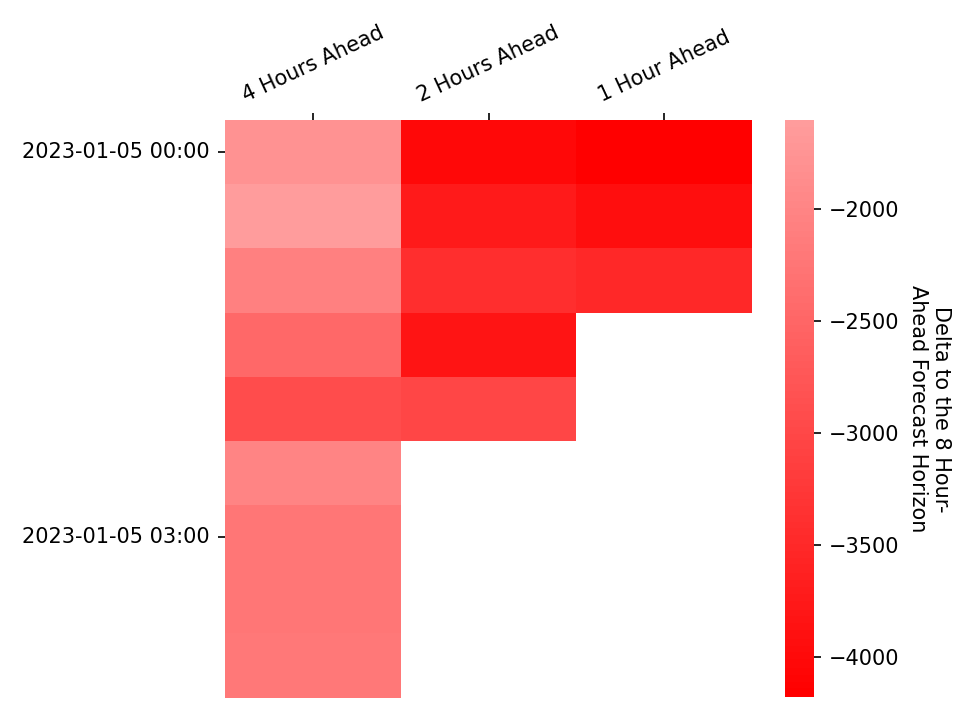 4 Hours Ahead
2 Hours Ahead
1 Hour Ahead
2023-01-05 00:00
2023-01-05 03:00
−2000
−2500
−3000
−3500
−4000
Delta to the 8 Hour-
Ahead Forecast Horizon